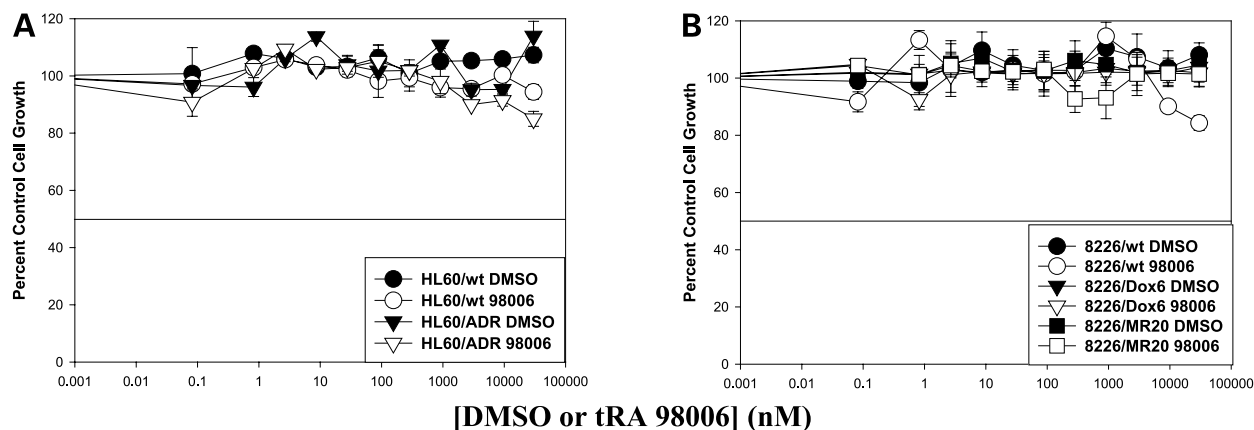 A
Percent Control Cell Growth
120
100
80
60
40
20
0
0.001
0.1
1
10
100
1000
10000
100000
HL60/wt DMSO
HL60/wt 98006
HL60/ADR DMSO
HL60/ADR 98006
B
Percent Control Cell Growth
120
100
80
60
40
20
0
0.001
0.1
1
10
100
1000
10000
100000
8226/wt DMSO
8226/wt 98006
8226/Dox6 DMSO
8226/Dox6 98006
8226/MR20 DMSO
8226/MR20 98006
[DMSO or tRA 98006] (nM)